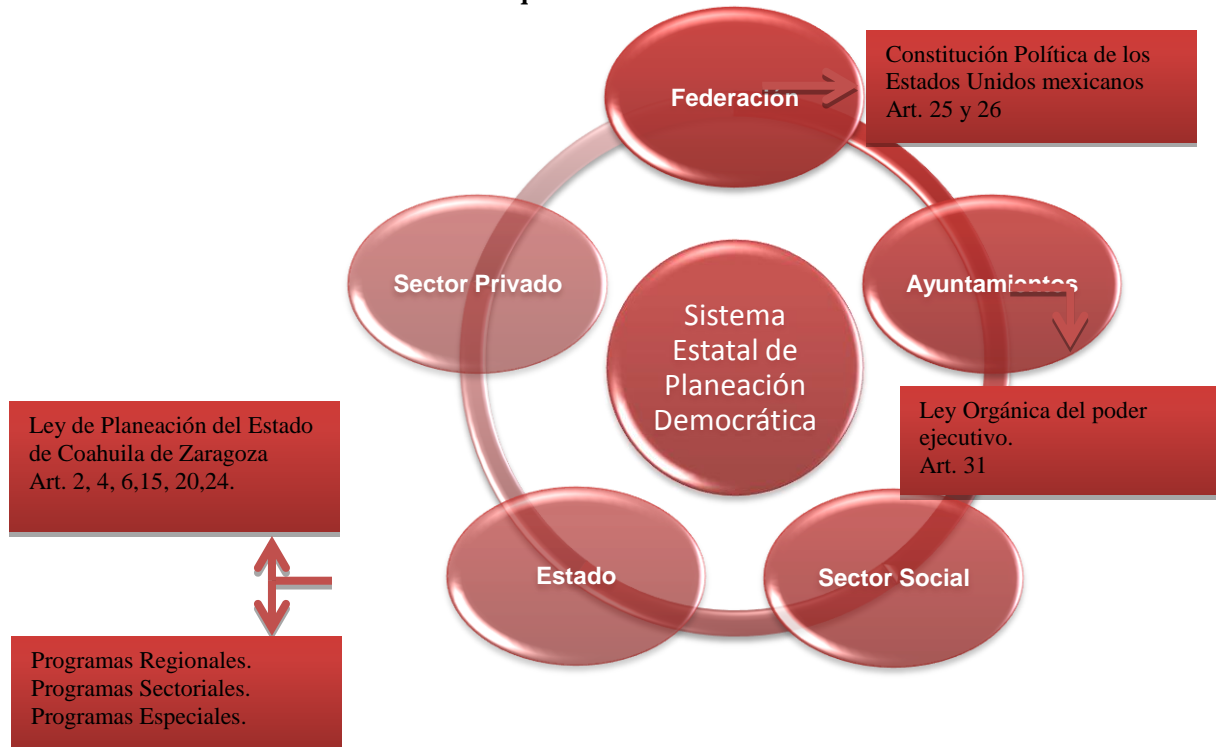 Federación
Constitución Política de los
Estados Unidos mexicanos
Art. 25 y 26
Sector Privado
Ayuntamientos
Sistema
Estatal de
Planeación
Democrática
Ley de Planeación del Estado
de Coahuila de Zaragoza
Art. 2, 4, 6,15, 20,24.
Ley Orgánica del poder
ejecutivo.
Art. 31
Estado
Sector Social
Programas Regionales.
Programas Sectoriales.
Programas Especiales.